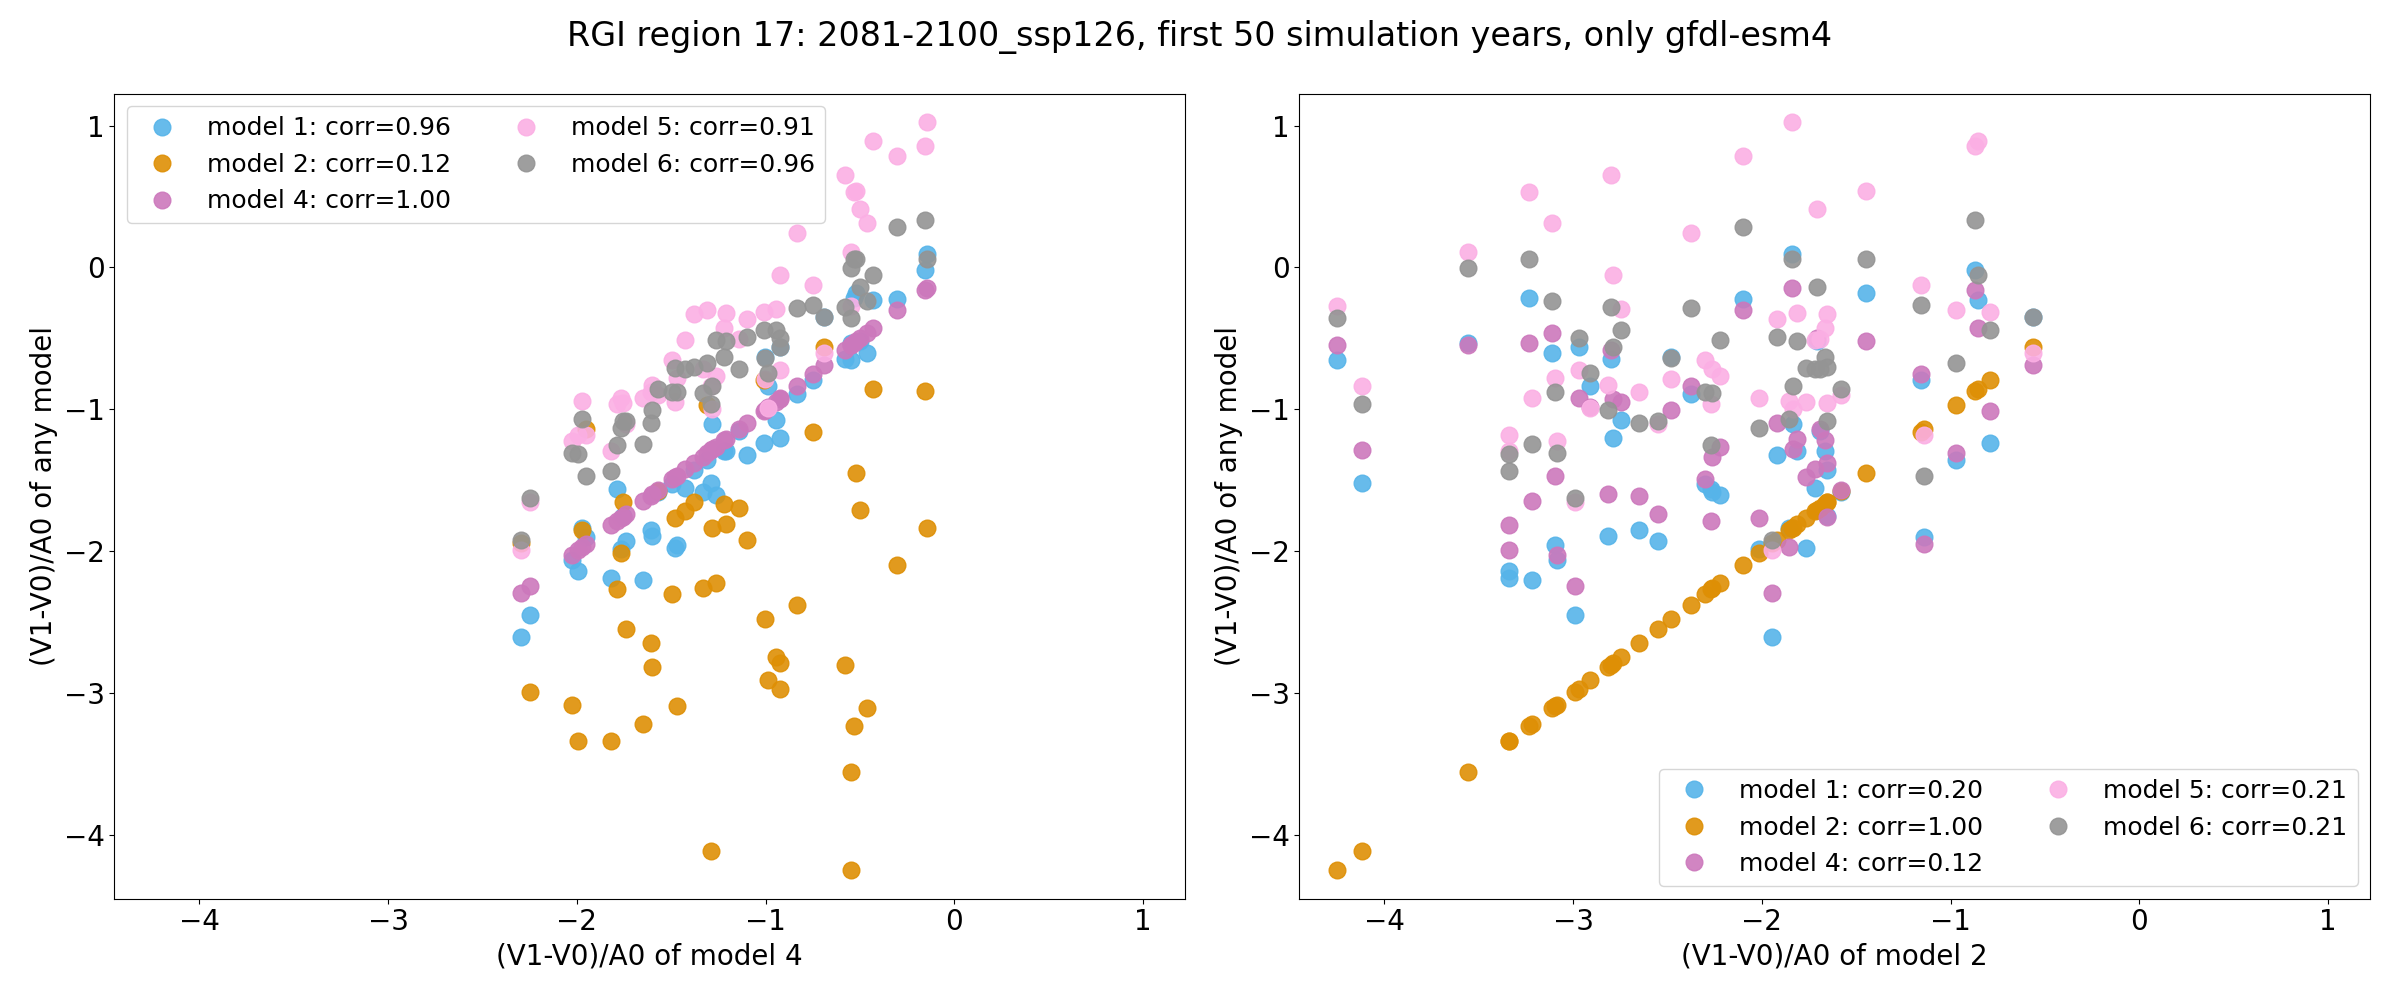 RGI region 17: 2081-2100_ssp126, first 50 simulation years, only gfdl-esm4
model 1: corr=0.96
model 2: corr=0.12
model 4: corr=1.00
model 5: corr=0.91
model 6: corr=0.96
1
0
−1
−2
−3
−4
(V1-V0)/A0 of any model
−4
−3
−2
−1
0
1
(V1-V0)/A0 of model 4
1
0
−1
−2
−3
−4
(V1-V0)/A0 of any model
model 1: corr=0.20
model 2: corr=1.00
model 4: corr=0.12
model 5: corr=0.21
model 6: corr=0.21
−4
−3
−2
−1
0
1
(V1-V0)/A0 of model 2